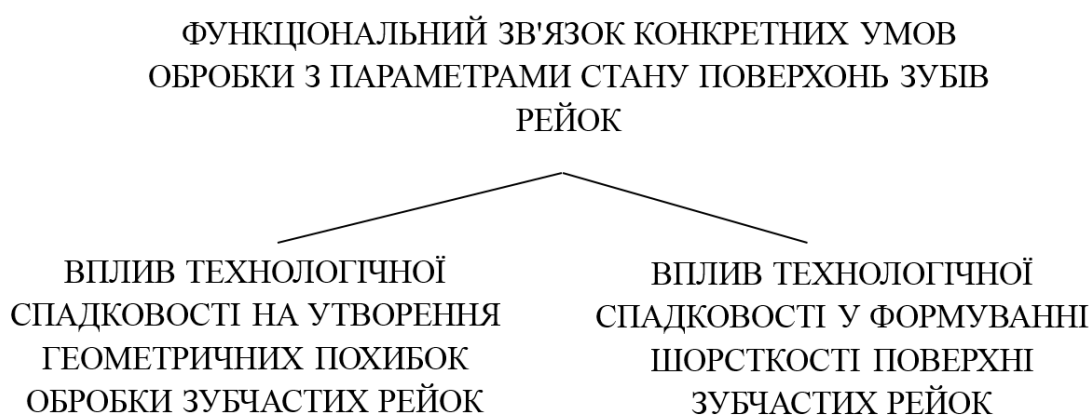 ФУНКЦІОНАЛЬНИЙ ЗВ'ЯЗОК КОНКРЕТНИХ УМОВ
ОБРОБКИ З ПАРАМЕТРАМИ СТАНУ ПОВЕРХОНЬ ЗУБІВ
РЕЙОК
ВПЛИВ ТЕХНОЛОГІЧНОЇ
СПАДКОВОСТІ НА УТВОРЕННЯ
ГЕОМЕТРИЧНИХ ПОХИБОК
ОБРОБКИ ЗУБЧАСТИХ РЕЙОК
ВПЛИВ ТЕХНОЛОГІЧНОЇ
СПАДКОВОСТІ У ФОРМУВАННІ
ШОРСТКОСТІ ПОВЕРХНІ
ЗУБЧАСТИХ РЕЙОК